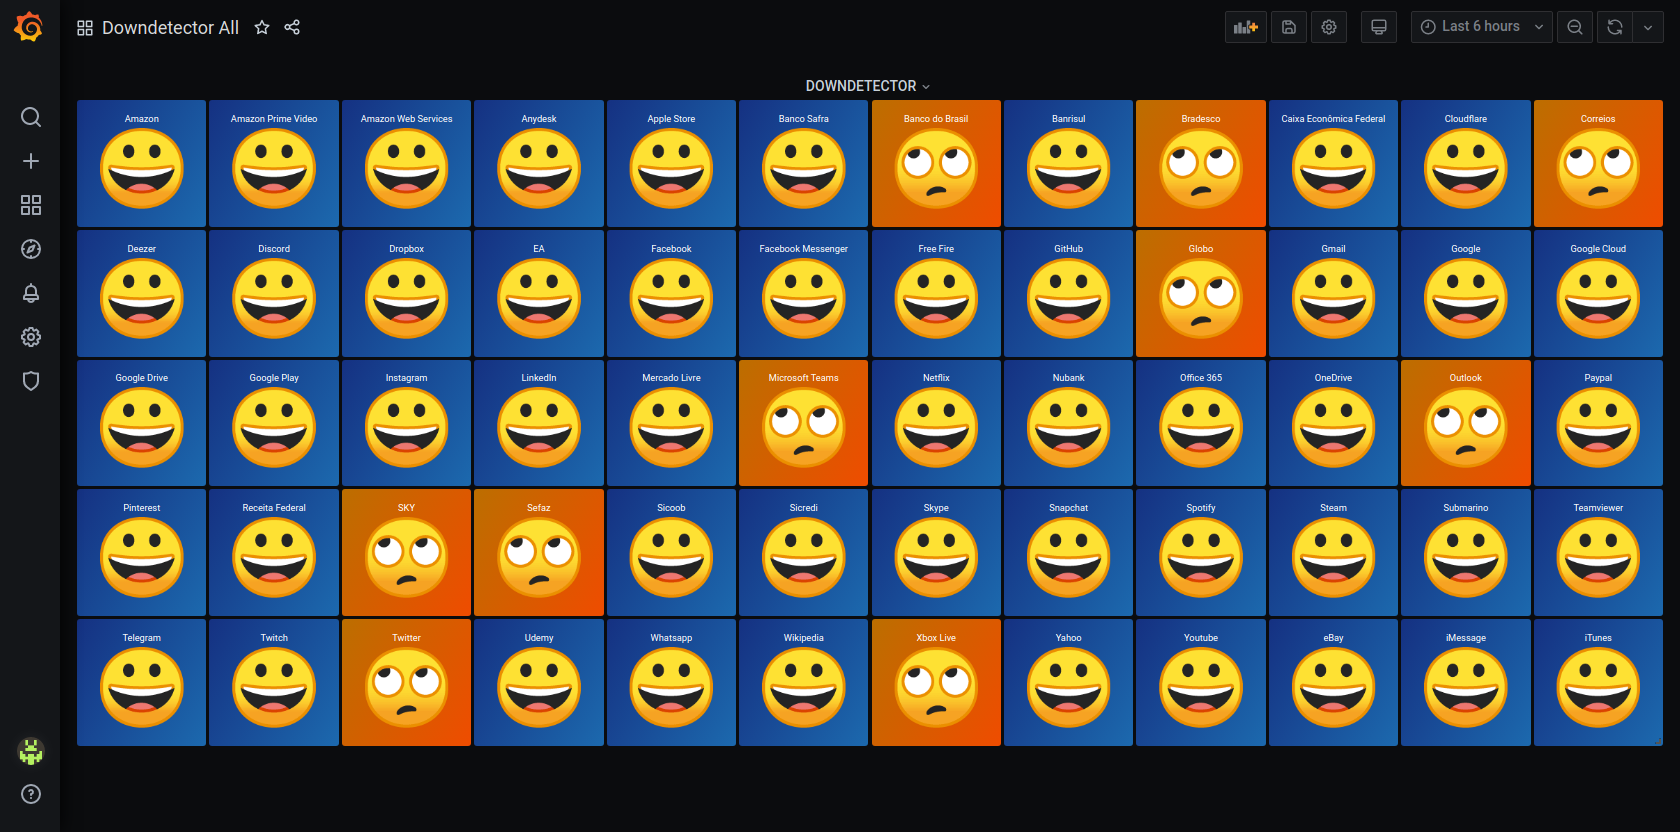 Downdetector All
Last 6 hours
DOWNDETECTOR
Amazon
Amazon Prime Video
Amazon Web Services
Anydesk
Apple Store
Banco Safra
Banco do Brasil
Banrisul
Bradesco
Caixa Econômica Federal
Cloudflare
Correios
Deezer
Discord
Dropbox
EA
Facebook
Facebook Messenger
Free Fire
GitHub
Globo
Gmail
Google
Google Cloud
Google Drive
Google Play
Instagram
LinkedIn
Mercado Livre
Microsoft Teams
Netflix
Nubank
Office 365
OneDrive
Outlook
Paypal
Pinterest
Receita Federal
SKY
Sefaz
Sicoob
Sicredi
Skype
Snapchat
Spotify
Steam
Submarino
Teamviewer
Telegram
Twitch
Twitter
Udemy
Whatsapp
Wikipedia
Xbox Live
Yahoo
Youtube
eBay
iMessage
iTunes